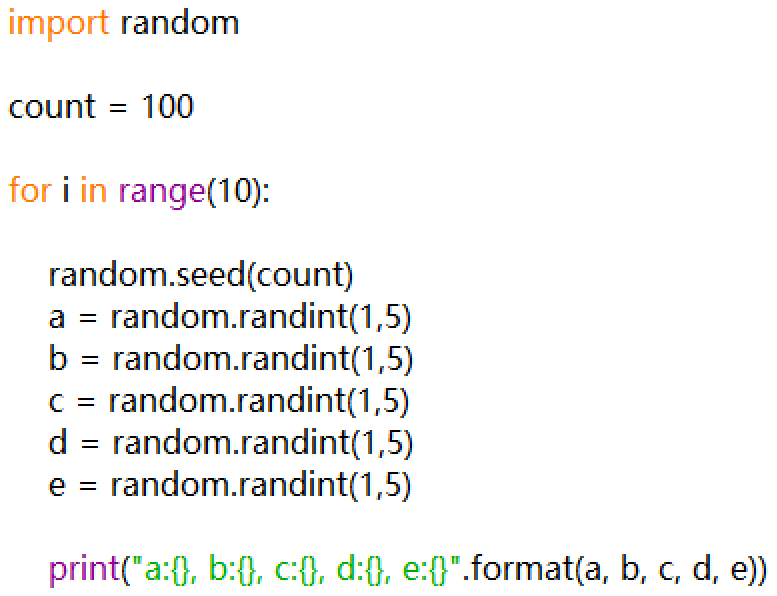 import random
count = 100
for i in range(10):
random.seed(count)
a = random.randint(1,5)
b = random.randint(1,5)
c = random.randint(1,5)
d = random.randint(1,5)
e = random.randint(1,5)
print("a:{}, b:{}, c:{}, d:{}, e:{}".format(a, b, c, d, e))